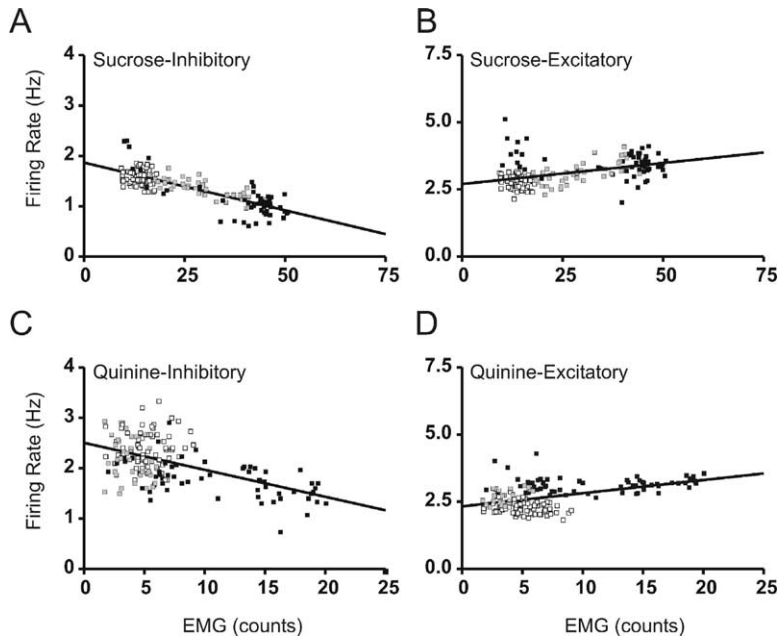 A
B
Sucrose-Inhibitory
Sucrose-Excitatory
Firing Rate (Hz)
4
3
2
1
0
0 25 50 75
7.5
5.0
2.5
0.0
0 25 50 75
C
D
Quinine-Inhibitory
Quinine-Excitatory
Firing Rate (Hz)
4
3
2
1
0
0 5 10 15 20 25
EMG (counts)
7.5
5.0
2.5
0.0
0 5 10 15 20 25
EMG (counts)